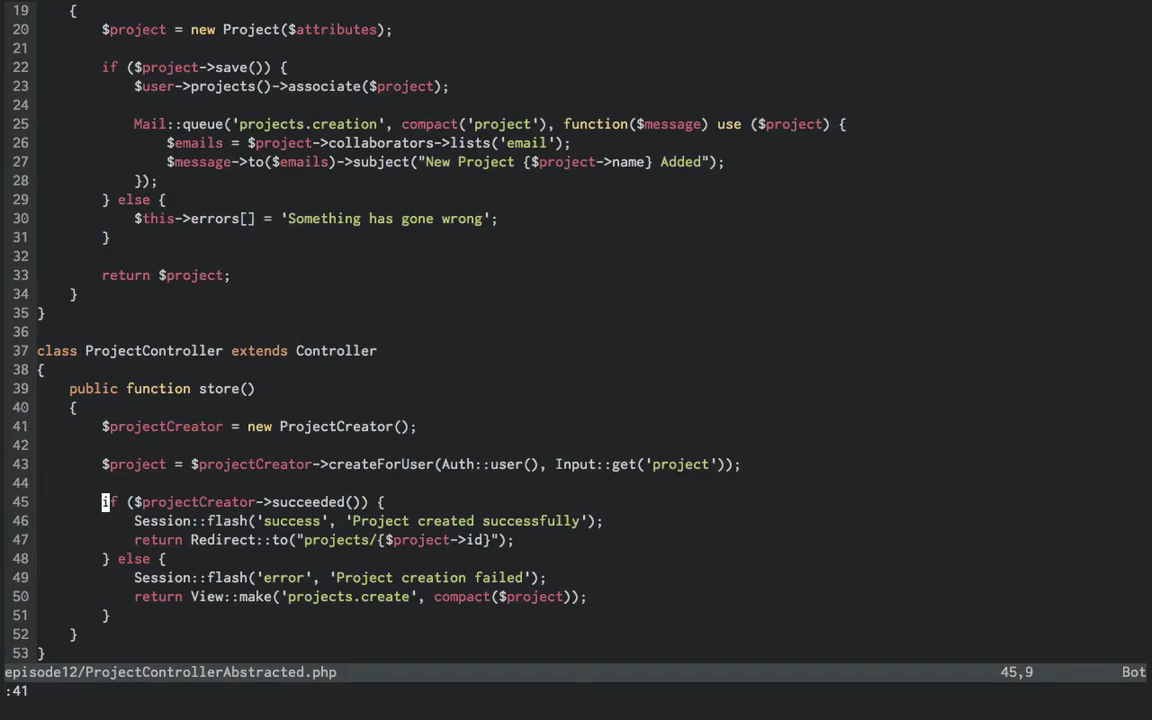 19     {
20         $project = new Project($attributes);
21
22         if ($project->save()) {
23             $user->projects()->associate($project);
24
25             Mail::queue('projects.creation', compact('project'), function($message) use ($project) {
26                 $emails = $project->collaborators->lists('email');
27                 $message->to($emails)->subject("New Project {$project->name} Added");
28             });
29         } else {
30             $this->errors[] = 'Something has gone wrong';
31         }
32
33         return $project;
34     }
35 }
36
37 class ProjectController extends Controller
38 {
39     public function store()
40     {
41         $projectCreator = new ProjectCreator();
42
43         $project = $projectCreator->createForUser(Auth::user(), Input::get('project'));
44
45         if ($projectCreator->succeeded()) {
46             Session::flash('success', 'Project created successfully');
47             return Redirect::to("projects/{$project->id}");
48         } else {
49             Session::flash('error', 'Project creation failed');
50             return View::make('projects.create', compact($project));
51         }
52     }
53 }
episode12/ProjectControllerAbstracted.php 45,9 Bot
:41